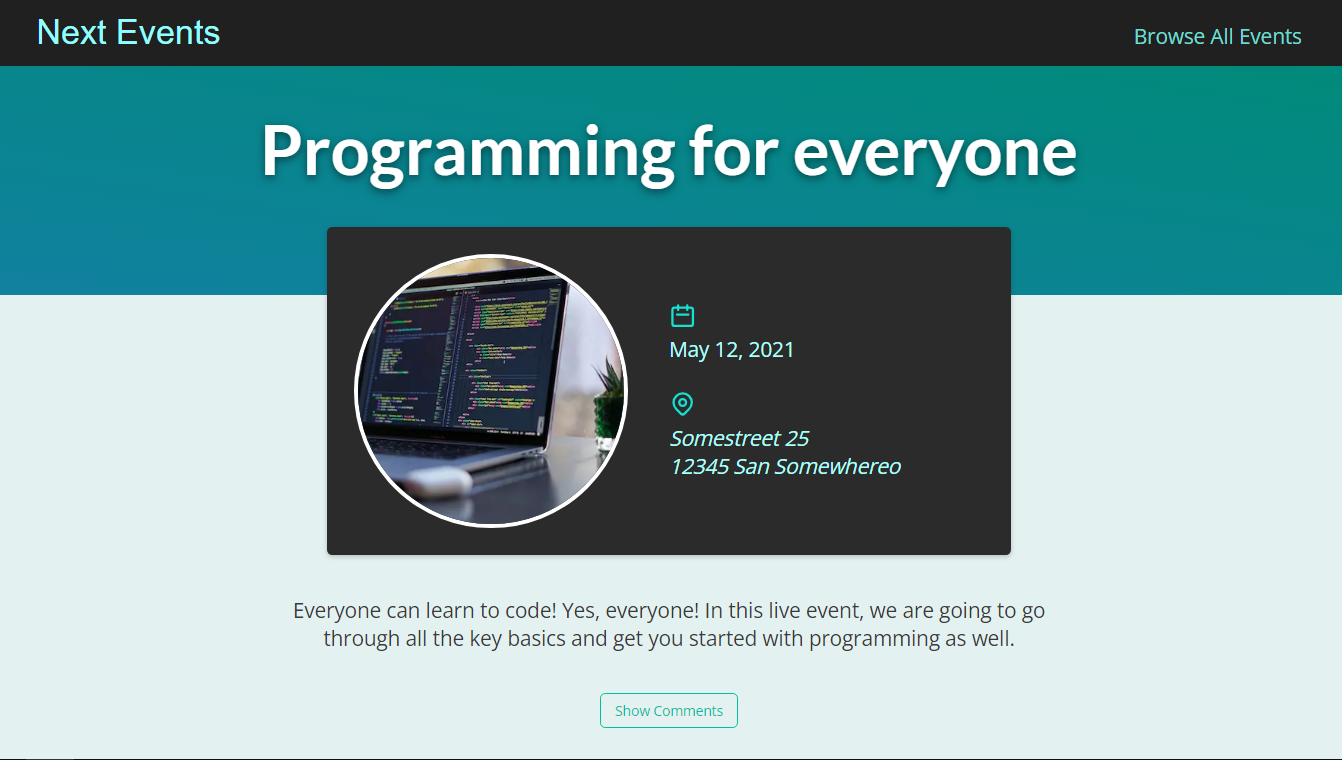 Next Events
Browse All Events
Programming for everyone
May 12, 2021
Somestreet 25
12345 San Somewhereo
Everyone can learn to code! Yes, everyone! In this live event, we are going to go
through all the key basics and get you started with programming as well.
Show Comments